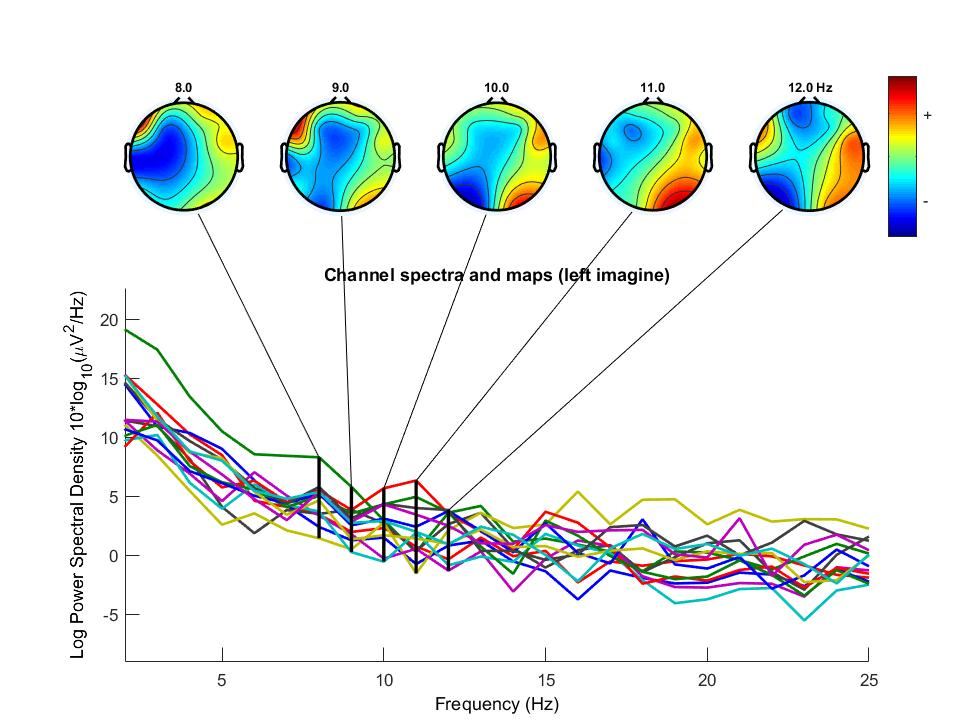 8.0 9.0 10.0 11.0 12.0 Hz
+
-
Channel spectra and maps (left imagine)
Log Power Spectral Density 10*log10(μV2/Hz)
20
15
10
5
0
-5
5 10 15 20 25
Frequency (Hz)